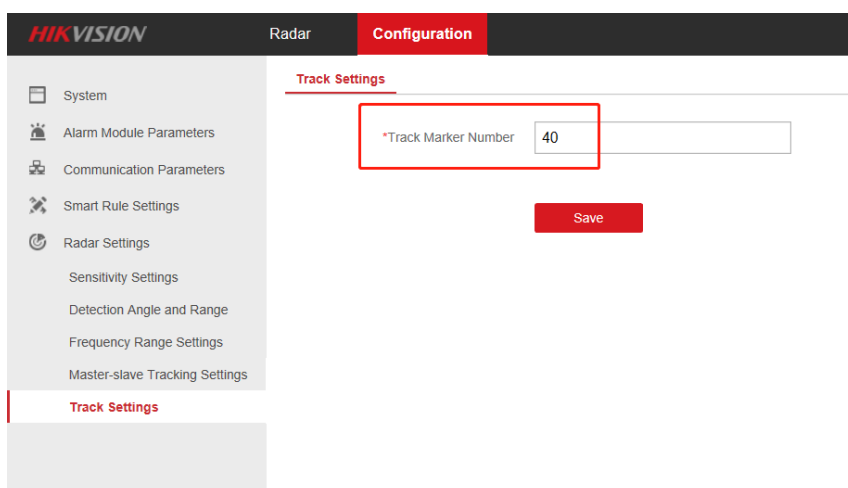 HIKVISION Radar Configuration
Track Settings
System
Alarm Module Parameters
*Track Marker Number 40
Communication Parameters
Smart Rule Settings
Save
Radar Settings
Sensitivity Settings
Detection Angle and Range
Frequency Range Settings
Master-slave Tracking Settings
Track Settings